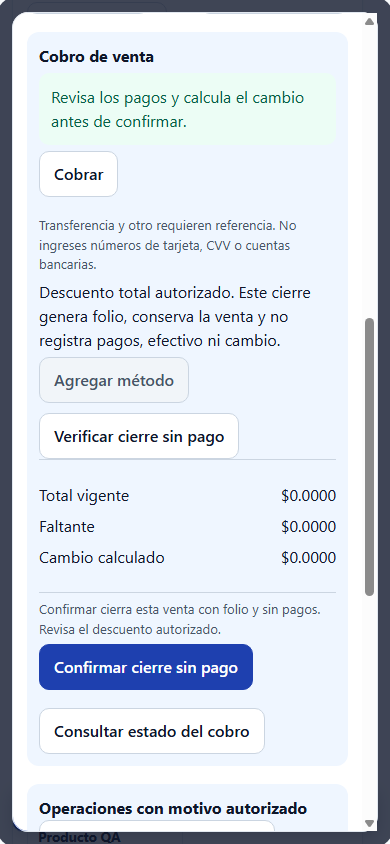 Cobro de venta
Revisa los pagos y calcula el cambio
antes de confirmar.
Cobrar
Transferencia y otro requieren referencia. No
ingreses números de tarjeta, CVV o cuentas
bancarias.
Descuento total autorizado. Este cierre
genera folio, conserva la venta y no
registra pagos, efectivo ni cambio.
Agregar método
Verificar cierre sin pago
Total vigente $0.0000
Faltante $0.0000
Cambio calculado $0.0000
Confirmar cierra esta venta con folio y sin pagos.
Revisa el descuento autorizado.
Confirmar cierre sin pago
Consultar estado del cobro
Operaciones con motivo autorizado
Producto QA